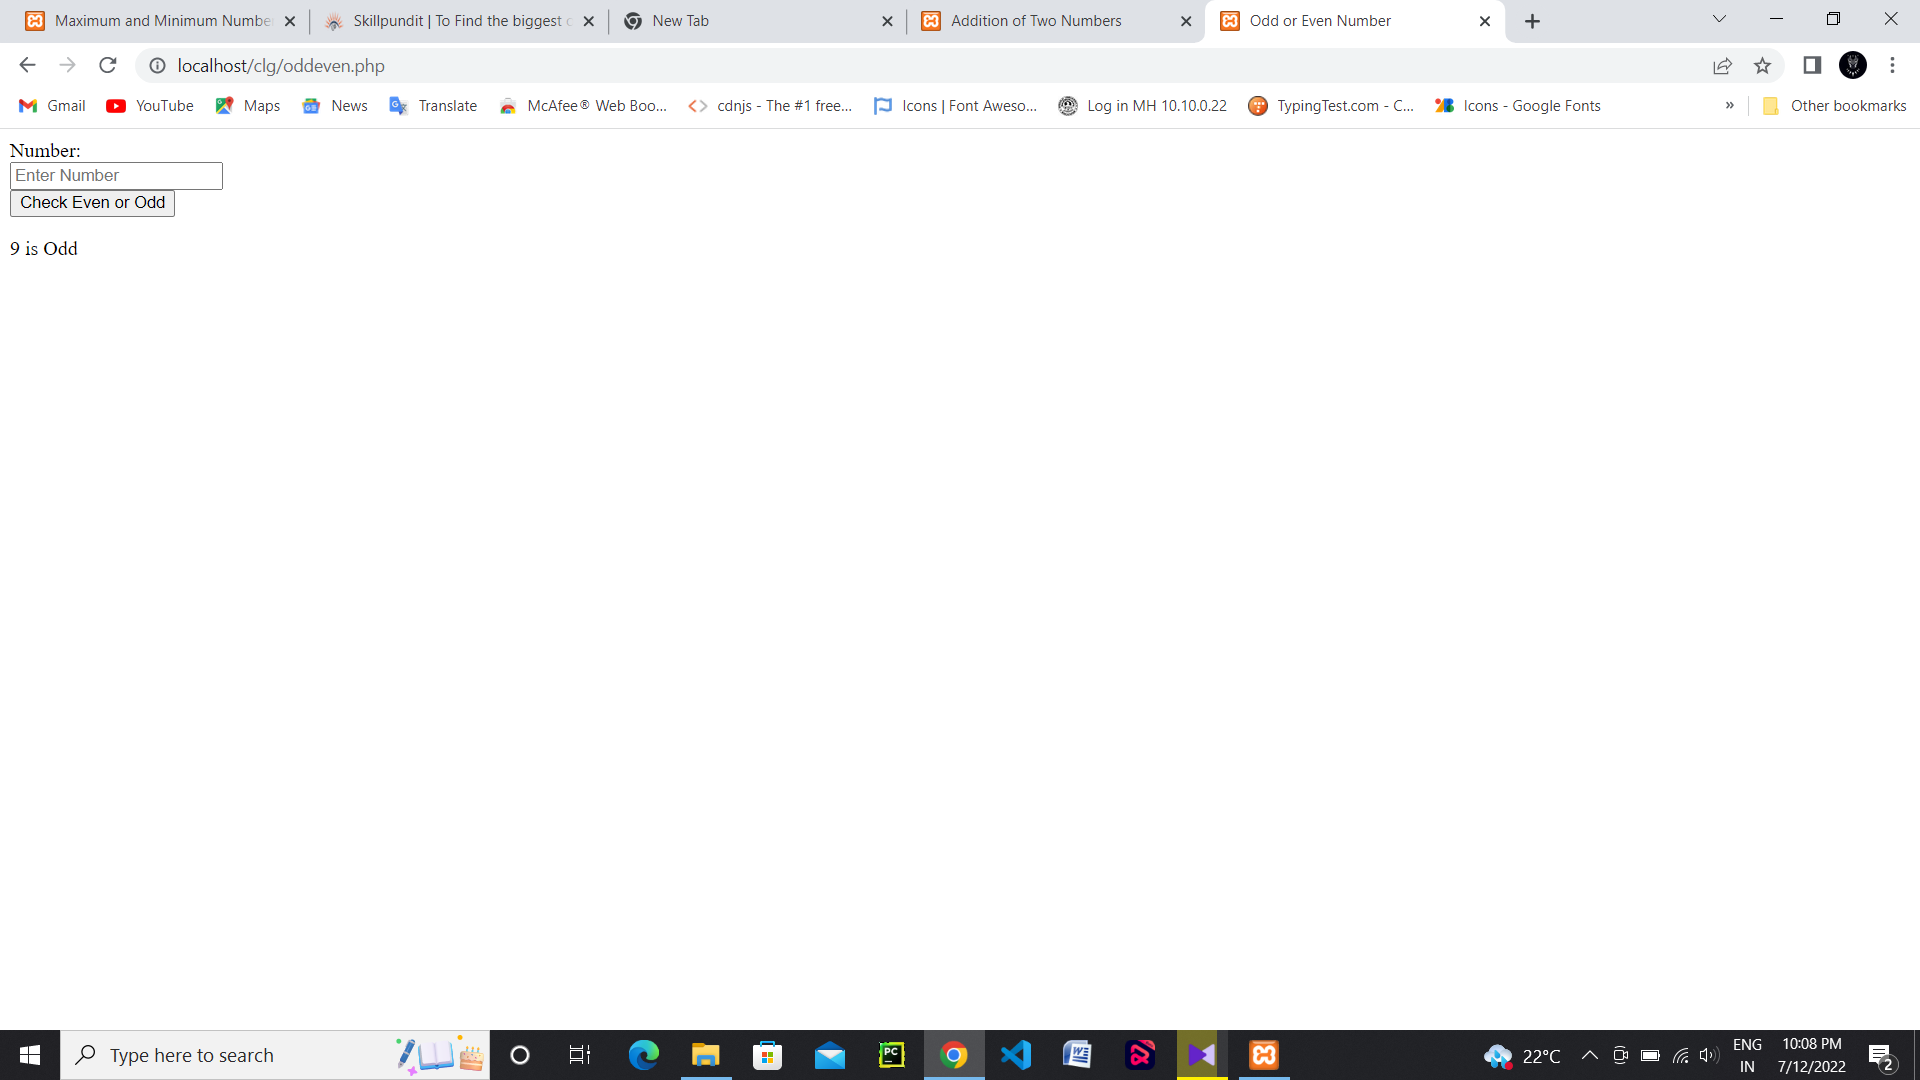 Maximum and Minimum Numbe
Skillpundit | To Find the biggest
New Tab
Addition of Two Numbers
Odd or Even Number
localhost/clg/oddeven.php
Gmail
YouTube
Maps
News
Translate
McAfee® Web Boo...
cdnjs - The #1 free...
Icons | Font Aweso...
Log in MH 10.10.0.22
TypingTest.com - C...
Icons - Google Fonts
»
Other bookmarks
Number:
Enter Number
Check Even or Odd
9 is Odd
Type here to search
PC
22°C
ENG
IN
10:08 PM
7/12/2022
2